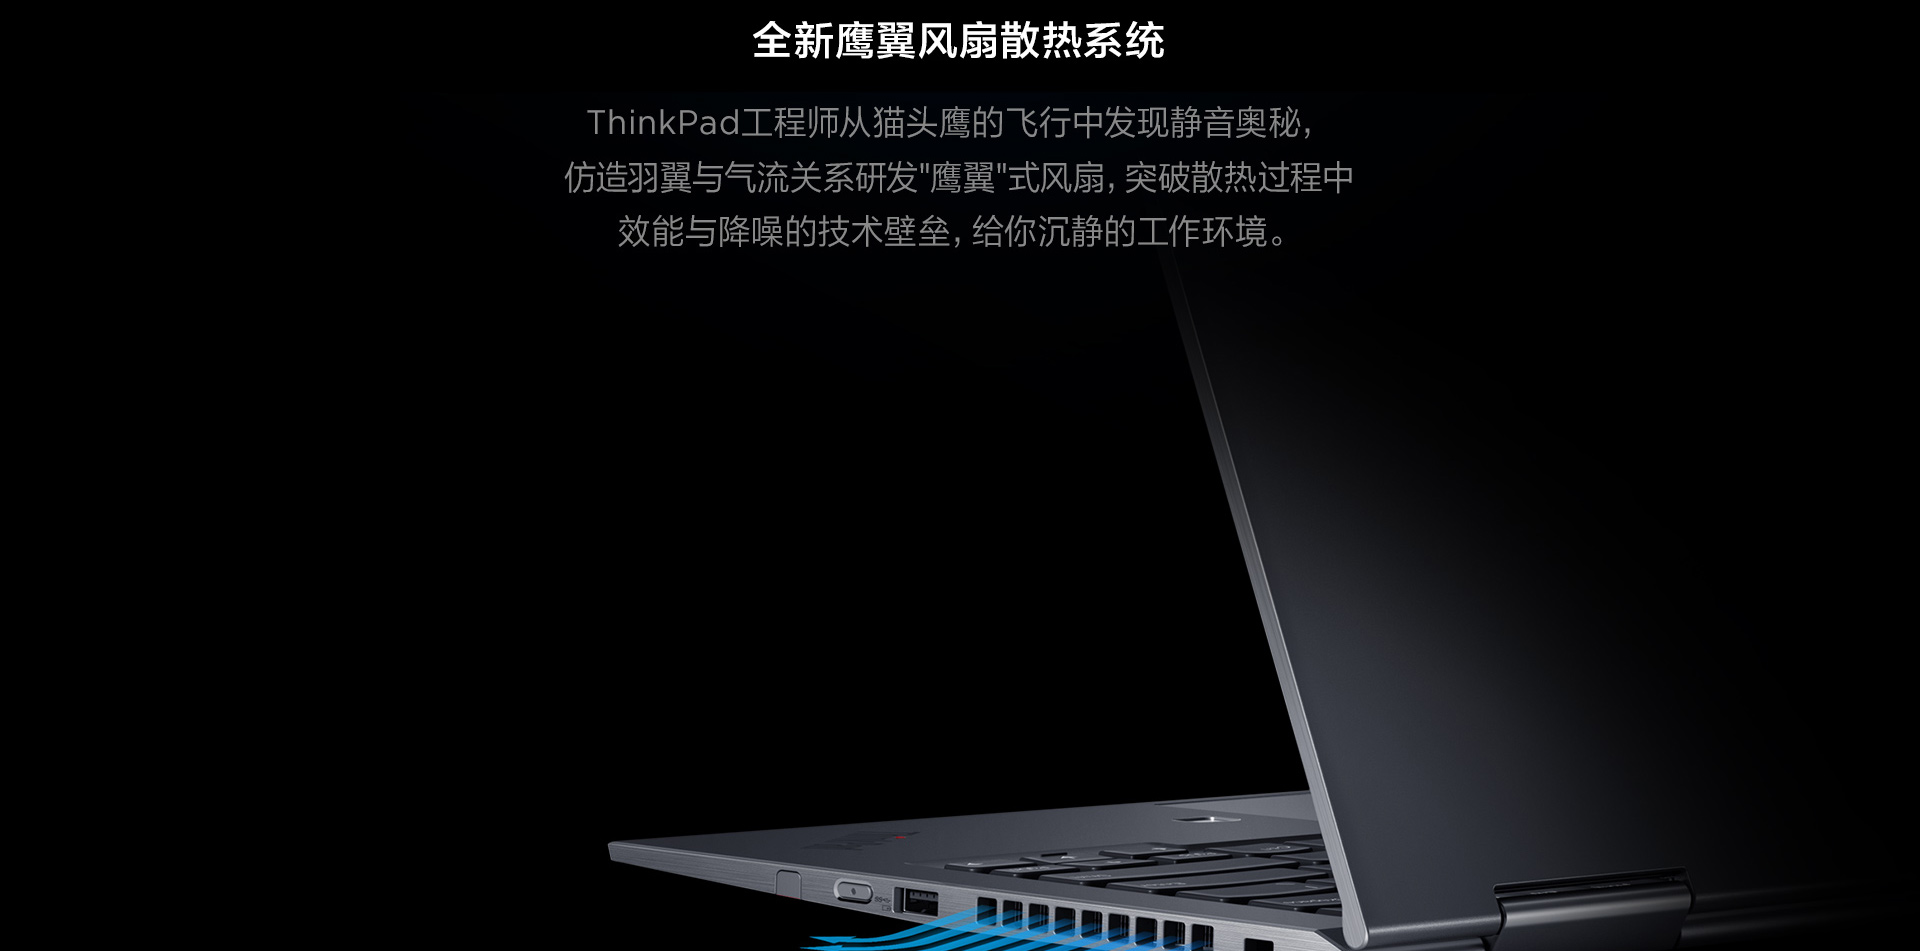 全新鹰翼风扇散热系统
ThinkPad工程师从猫头鹰的飞行中发现静音奥秘，
仿造羽翼与气流关系研发"鹰翼"式风扇，突破散热过程中
效能与降噪的技术壁垒，给你沉静的工作环境。